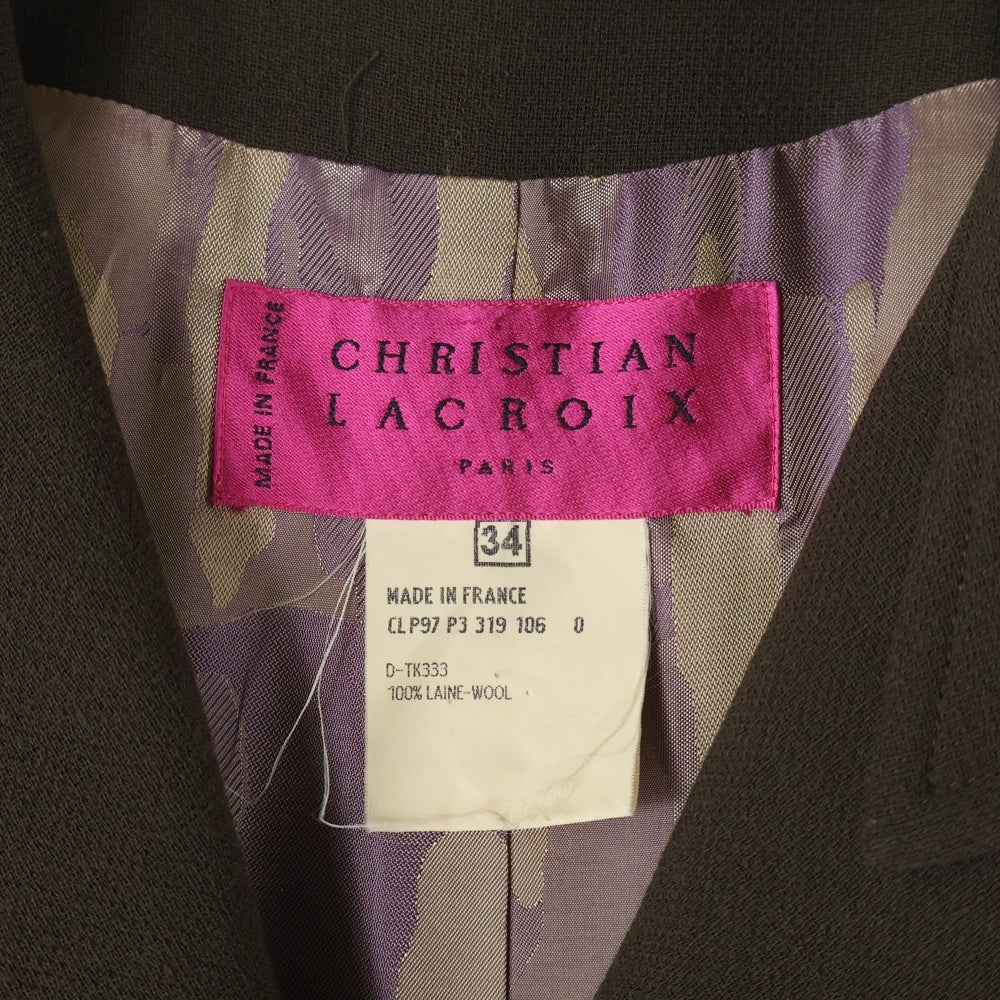 MADE IN FRANCE
CHRISTIAN
LACROIX
PARIS
34
MADE IN FRANCE
CLP97 P3 319 106 0
D-TK333
100% LAINE-WOOL